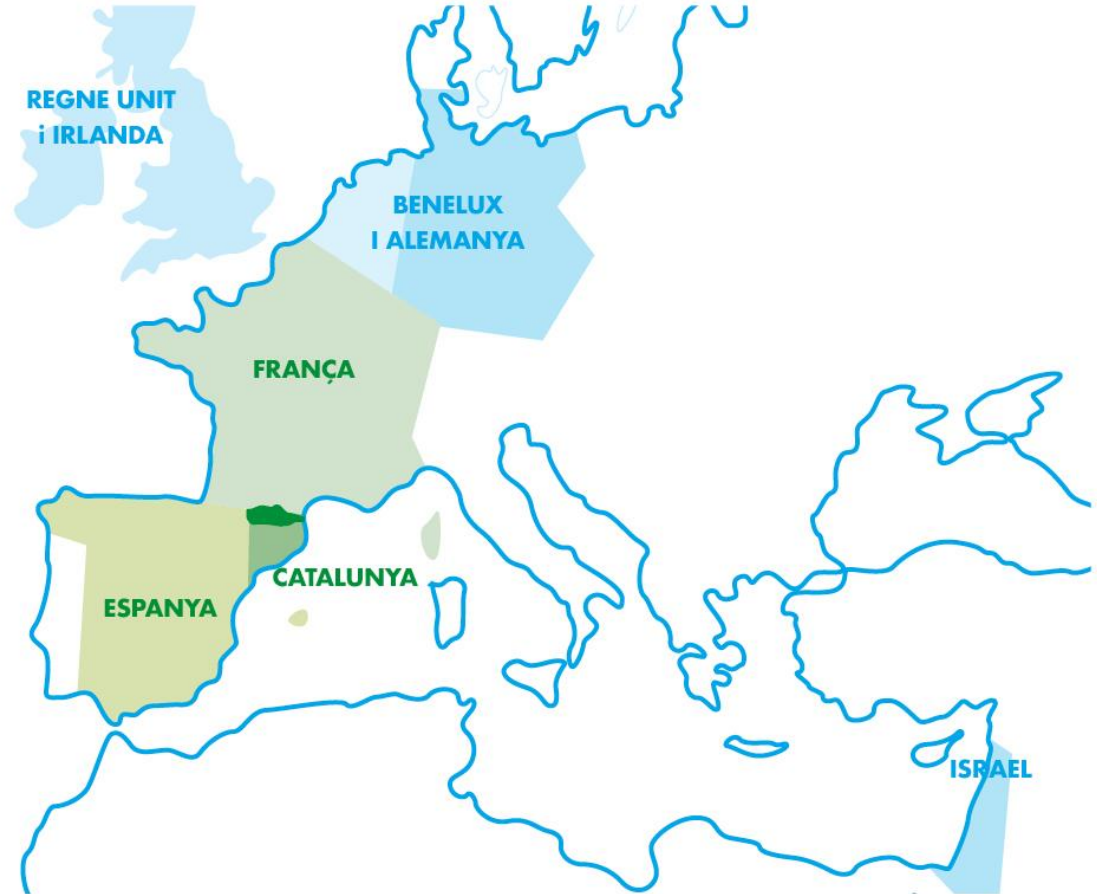 REGNE UNIT
i IRLANDA
BENELUX
I ALEMANYA
FRANÇA
CATALUNYA
ESPANYA
ISRAEL